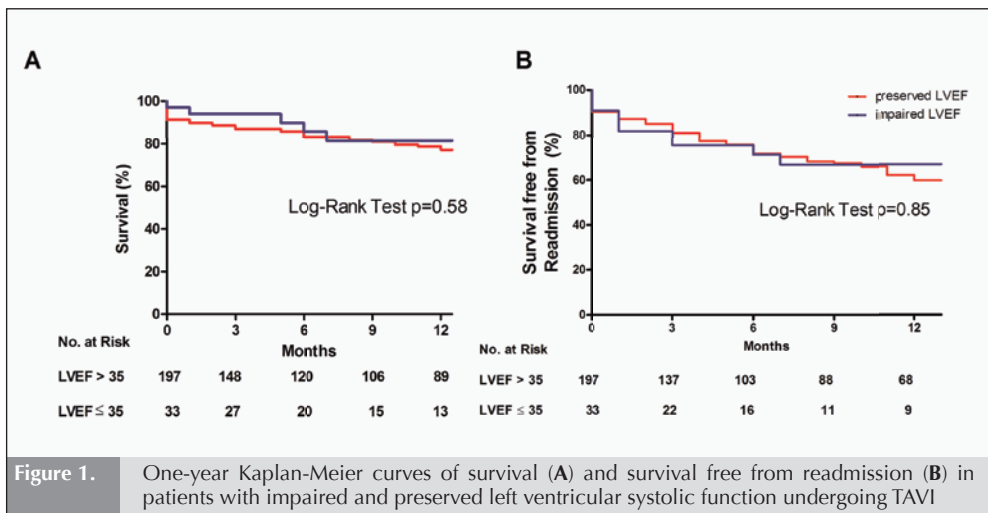 A
100
80
60
40
20
0
Survival (%)
Log-Rank Test p=0.58
0 3 6 9 12
Months
No. at Risk
LVEF > 35 197 148 120 106 89
LVEF ≤ 35 33 27 20 15 13
B
preserved LVEF
impaired LVEF
100
80
60
40
20
0
Survival free from
Readmission (%)
Log-Rank Test p=0.85
0 3 6 9 12
Months
No. at Risk
LVEF > 35 197 137 103 88 68
LVEF ≤ 35 33 22 16 11 9
Figure 1. One-year Kaplan-Meier curves of survival (A) and survival free from readmission (B) in
patients with impaired and preserved left ventricular systolic function undergoing TAVI